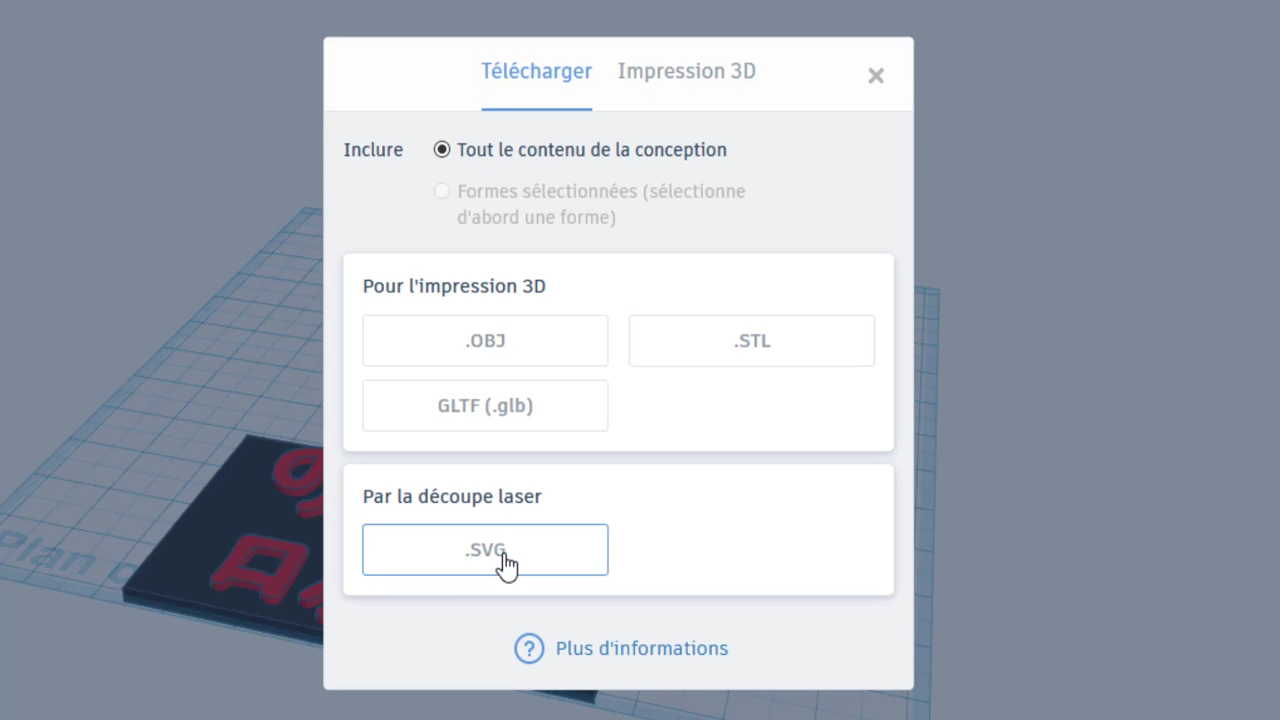 Télécharger Impression 3D
Inclure Tout le contenu de la conception
Formes sélectionnées (sélectionne
d'abord une forme)
Pour l'impression 3D
.OBJ .STL
GLTF (.glb)
Par la découpe laser
.SVG
? Plus d'informations
Plan